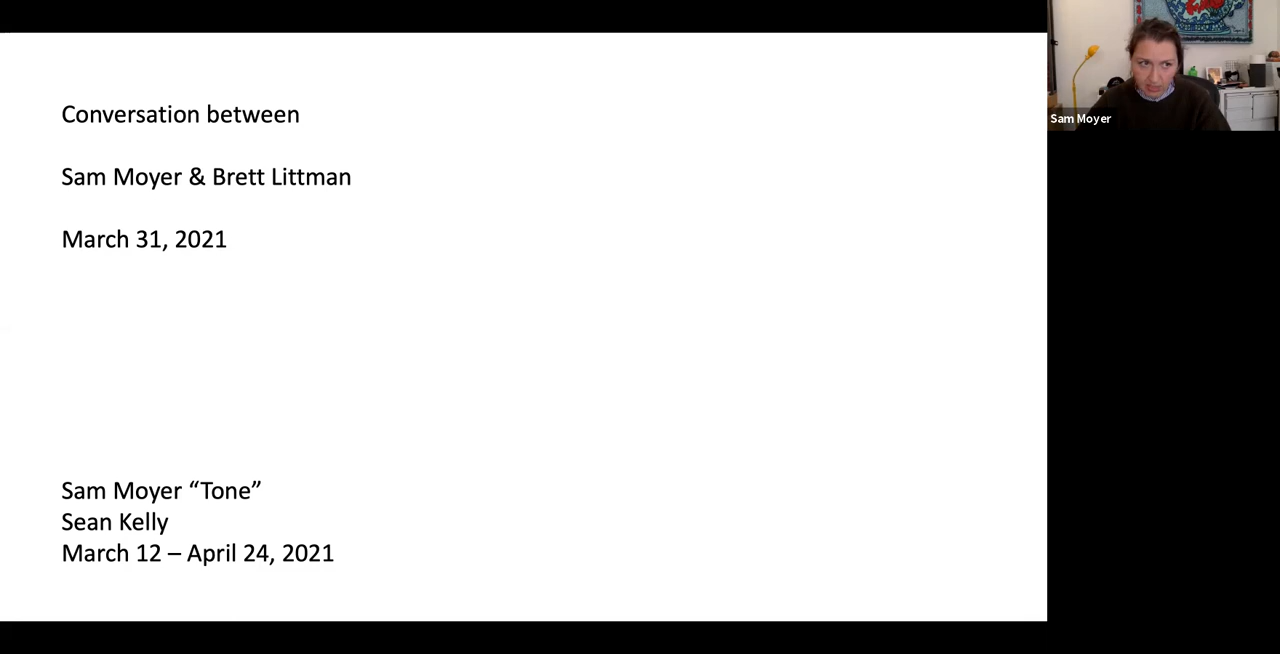 Conversation between
Sam Moyer & Brett Littman
March 31, 2021
Sam Moyer “Tone”
Sean Kelly
March 12 – April 24, 2021
Sam Moyer